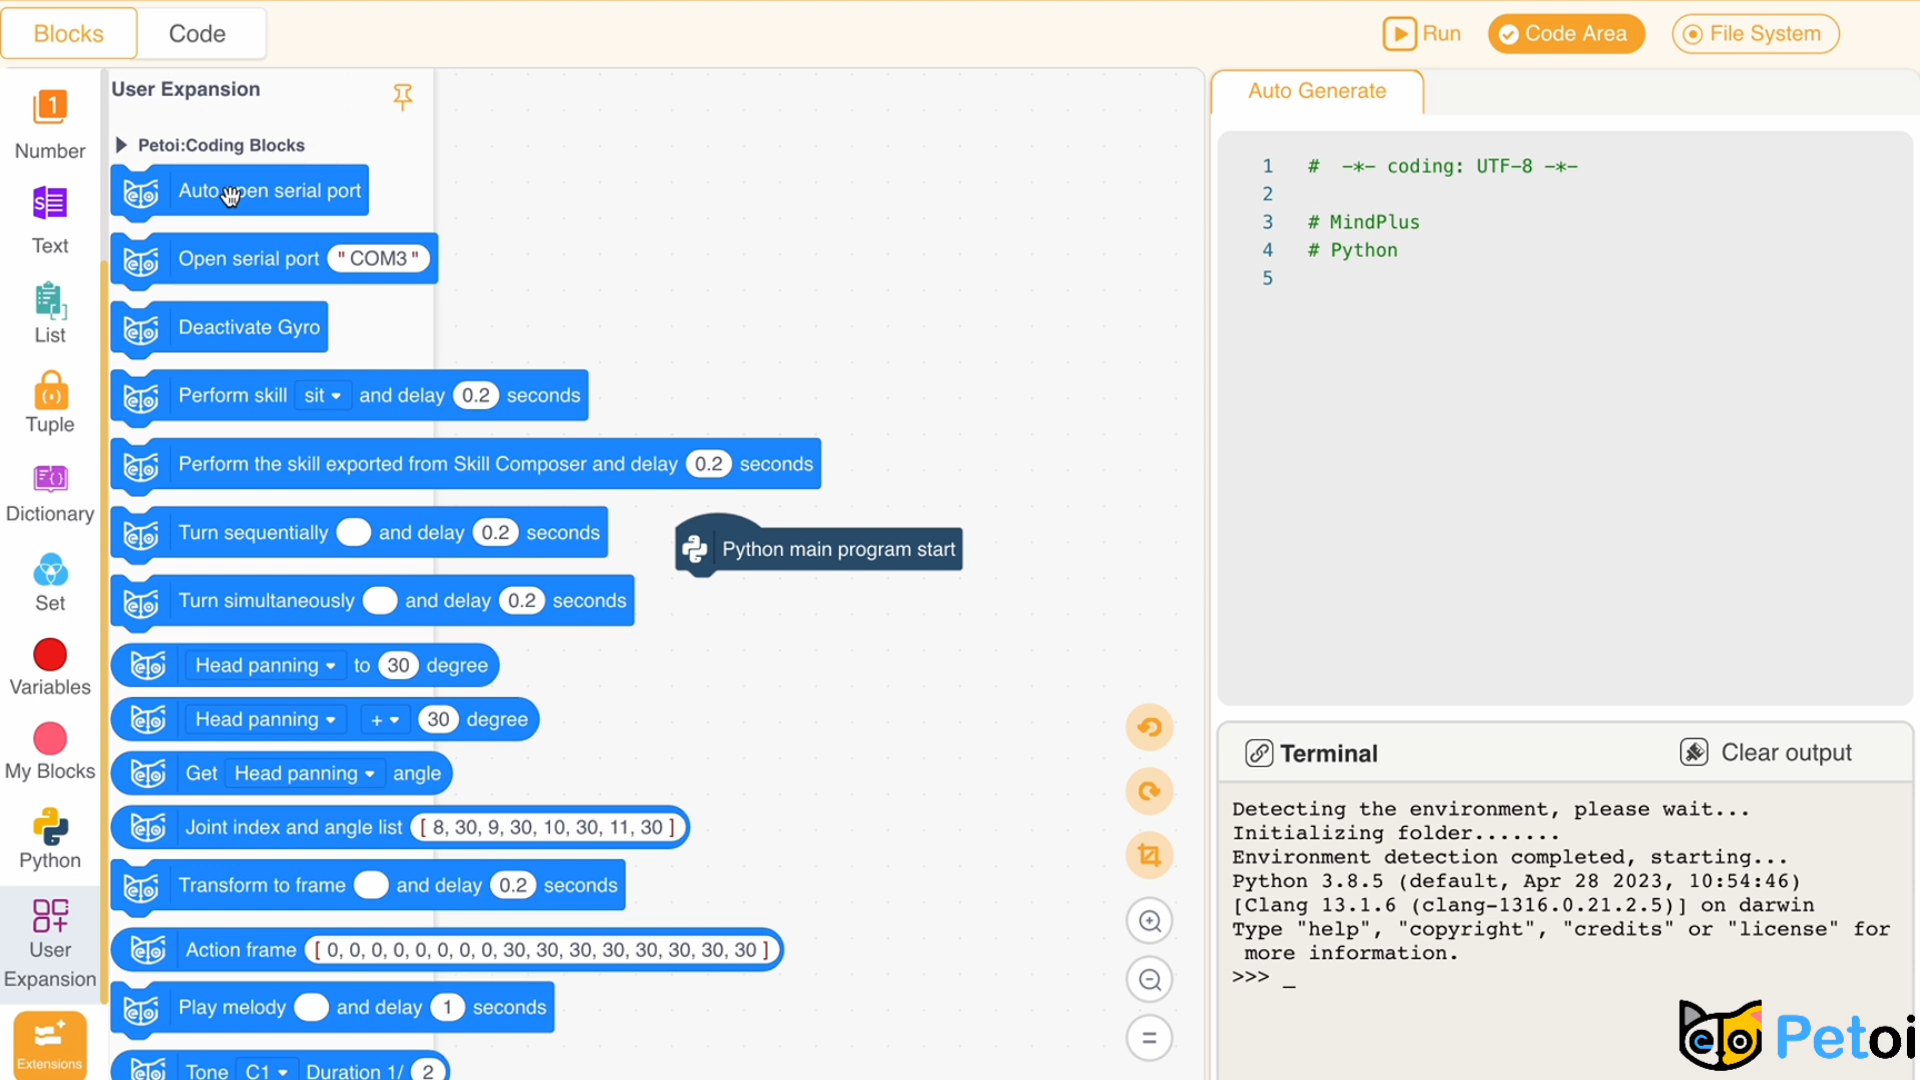 Blocks
Code
Run
Code Area
File System
1
Number
Text
List
Tuple
Dictionary
Set
Variables
My Blocks
Python
User
Expansion
Extensions
User Expansion
Petoi:Coding Blocks
Auto open serial port
Open serial port "COM3"
Deactivate Gyro
Perform skill sit and delay 0.2 seconds
Perform the skill exported from Skill Composer and delay 0.2 seconds
Turn sequentially and delay 0.2 seconds
Turn simultaneously and delay 0.2 seconds
Head panning to 30 degree
Head panning + 30 degree
Get Head panning angle
Joint index and angle list [ 8, 30, 9, 30, 10, 30, 11, 30 ]
Transform to frame and delay 0.2 seconds
Action frame [ 0, 0, 0, 0, 0, 0, 0, 0, 30, 30, 30, 30, 30, 30, 30, 30 ]
Play melody and delay 1 seconds
Tone C1 Duration 1/ 2
Python main program start
Auto Generate
1 # -*- coding: UTF-8 -*-
2
3 # MindPlus
4 # Python
5
Terminal
Clear output
Detecting the environment, please wait...
Initializing folder.......
Environment detection completed, starting...
Python 3.8.5 (default, Apr 28 2023, 10:54:46)
[Clang 13.1.6 (clang-1316.0.21.2.5)] on darwin
Type "help", "copyright", "credits" or "license" for
more information.
>>> _
Petoi